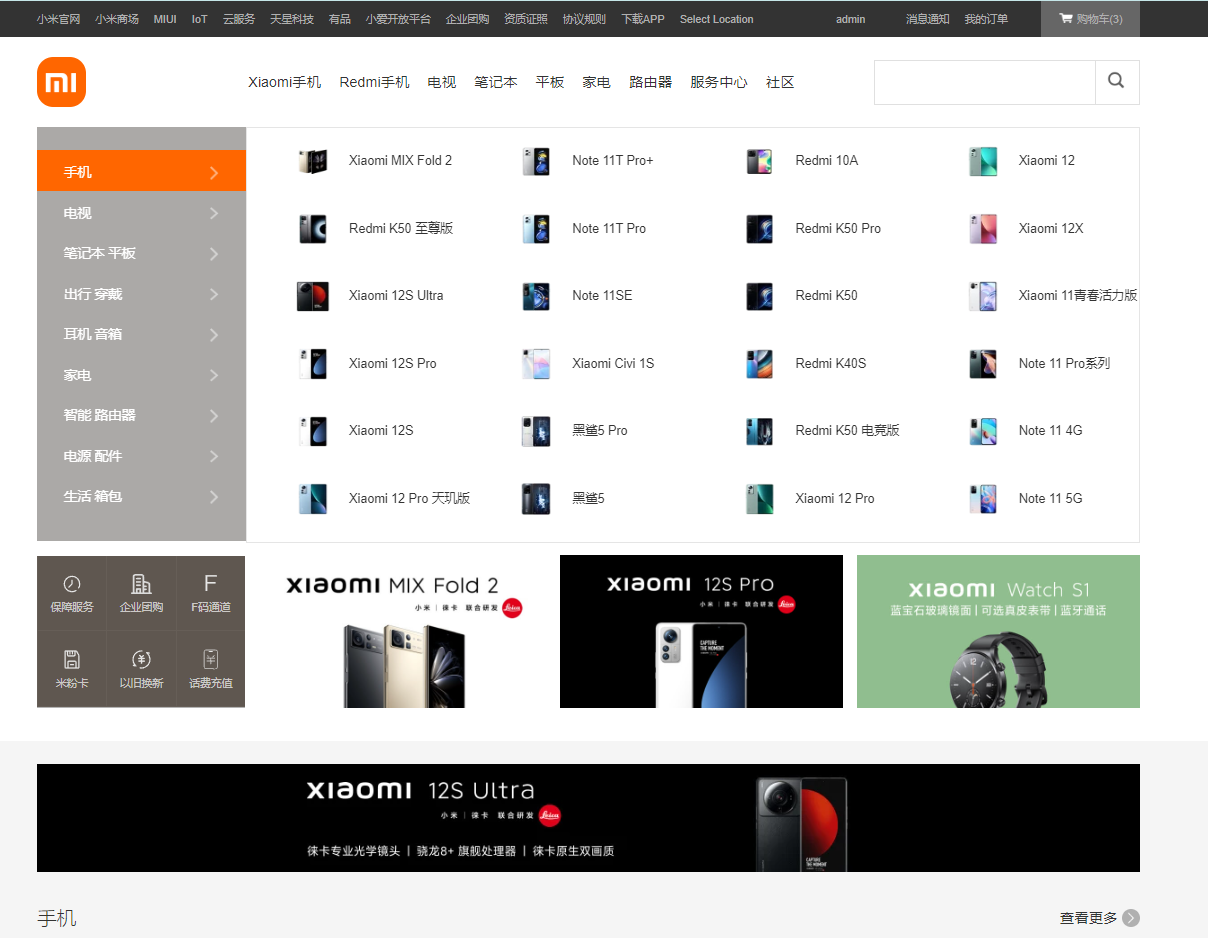 小米官网 小米商场 MIUI IoT 云服务 天星科技 有品 小爱开放平台 企业团购 资质证照 协议规则 下载APP Select Location admin 消息通知 我的订单 购物车(3)
Xiaomi手机 Redmi手机 电视 笔记本 平板 家电 路由器 服务中心 社区
手机
电视
笔记本 平板
出行 穿戴
耳机 音箱
家电
智能 路由器
电源 配件
生活 箱包
Xiaomi MIX Fold 2 Note 11T Pro+ Redmi 10A Xiaomi 12
Redmi K50 至尊版 Note 11T Pro Redmi K50 Pro Xiaomi 12X
Xiaomi 12S Ultra Note 11SE Redmi K50 Xiaomi 11青春活力版
Xiaomi 12S Pro Xiaomi Civi 1S Redmi K40S Note 11 Pro系列
Xiaomi 12S 黑鲨5 Pro Redmi K50 电竞版 Note 11 4G
Xiaomi 12 Pro 天玑版 黑鲨5 Xiaomi 12 Pro Note 11 5G
保障服务 企业团购 F码通道
米粉卡 以旧换新 话费充值
xiaomi MIX Fold 2
小米 | 徕卡 联合研发 Leica
xiaomi 12S Pro
小米 | 徕卡 联合研发 Leica
CAPTURE
THE MOMENT
xiaomi Watch S1
蓝宝石玻璃镜面 | 可选真皮表带 | 蓝牙通话
xiaomi 12S Ultra
小米 | 徕卡 联合研发 Leica
徕卡专业光学镜头 | 骁龙8+ 旗舰处理器 | 徕卡原生双画质
CAPTURE
THE MOMENT
手机 查看更多